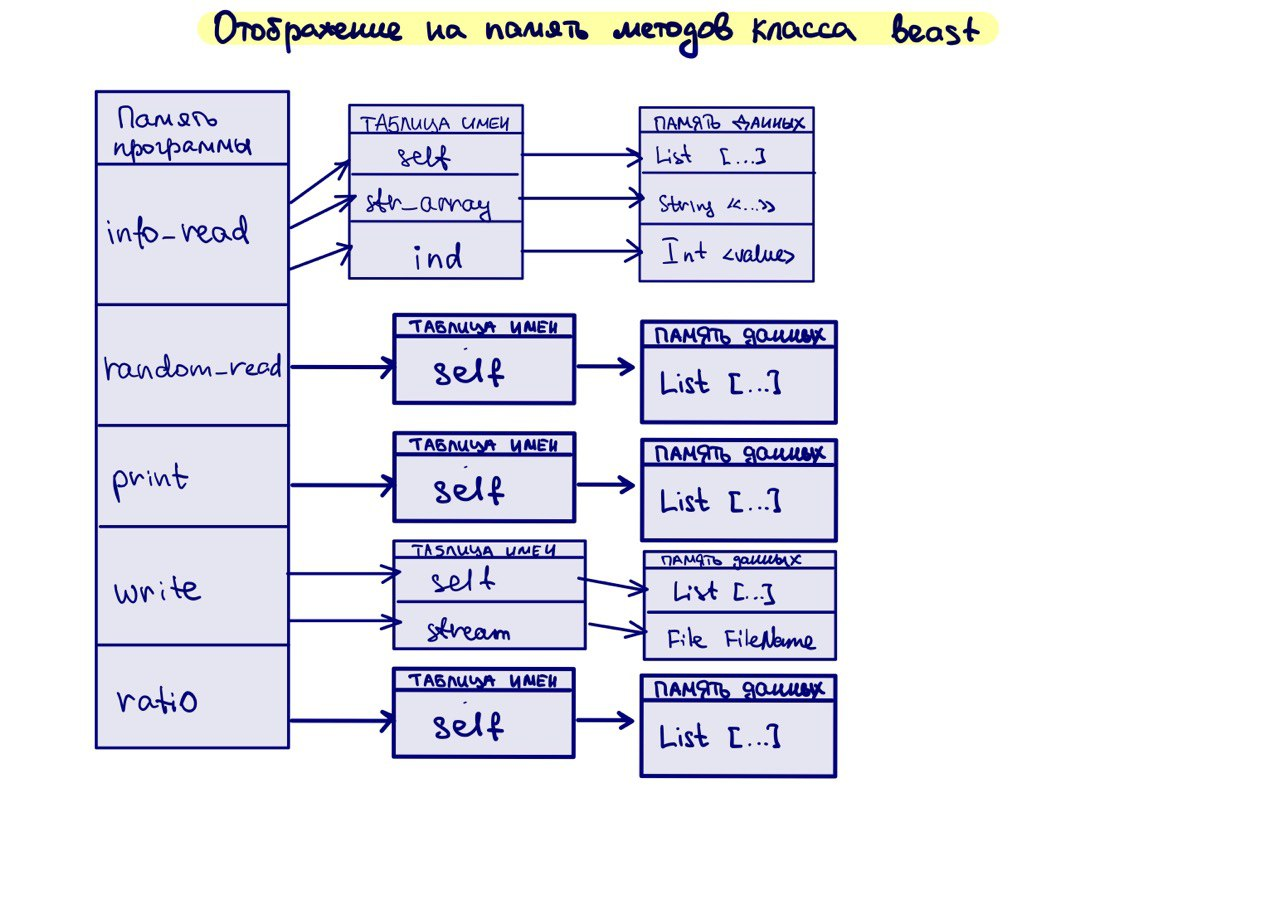 Отображение на память методов класса beast
Память
программы
info_read
random_read
print
write
ratio
ТАБЛИЦА ИМЕН
self
str_array
ind
ПАМЯТЬ ДАННЫХ
List [...]
String «...»
Int <value>
ТАБЛИЦА ИМЕН
self
ПАМЯТЬ данных
List [...]
ТАБЛИЦА ИМЕН
self
ПАМЯТЬ данных
List [...]
ТАБЛИЦА ИМЕН
self
stream
ПАМЯТЬ данных
List [...]
File FileName
ТАБЛИЦА ИМЕН
self
ПАМЯТЬ данных
List [...]